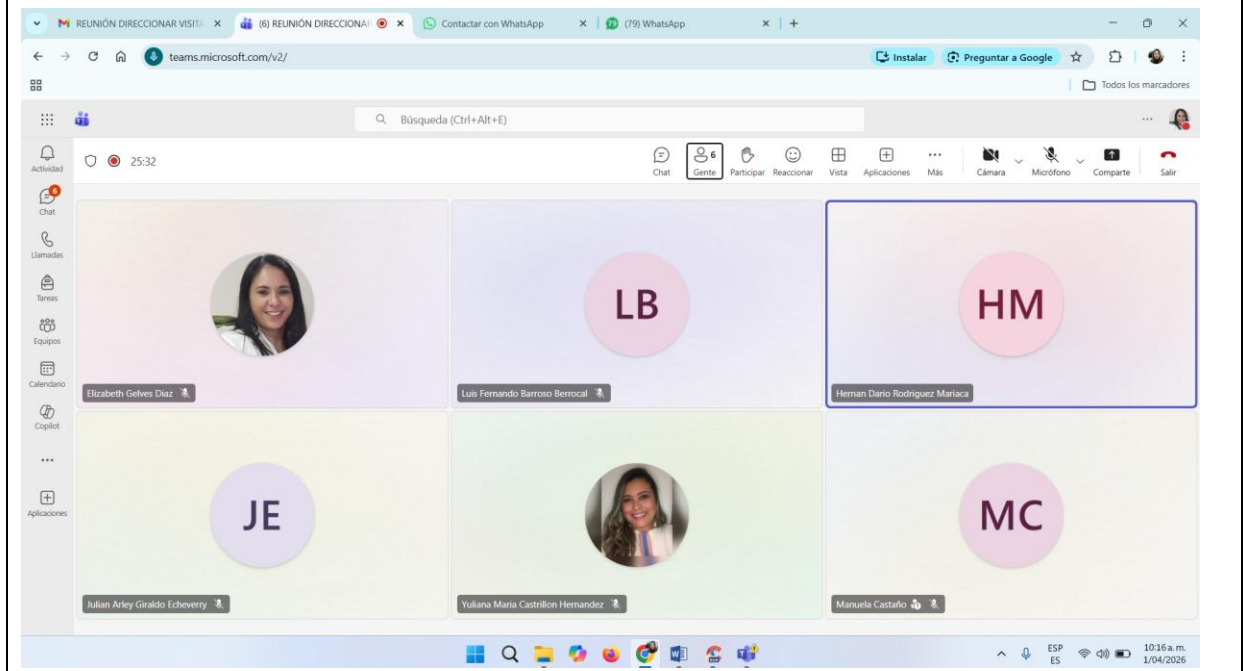 REUNIÓN DIRECCIONAR VISITA
(6) REUNIÓN DIRECCIONAR
Contactar con WhatsApp
(79) WhatsApp
teams.microsoft.com/v2/
Instalar
Preguntar a Google
Todos los marcadores
Búsqueda (Ctrl+Alt+E)
25:32
6
Chat
Gente
Participar
Reaccionar
Vista
Aplicaciones
Más
Cámara
Micrófono
Comparte
Salir
Actividad
6
Chat
Llamadas
Tareas
Equipos
Calendario
Copilot
Aplicaciones
LB
HM
Elizabeth Gelves Diaz
Luis Fernando Barroso Berrocal
Hernan Dario Rodriguez Mariaca
JE
MC
Julian Arley Giraldo Echeverry
Yuliana Maria Castrillon Hernandez
Manuela Castaño
ESP
ES
10:16 a. m.
1/04/2026